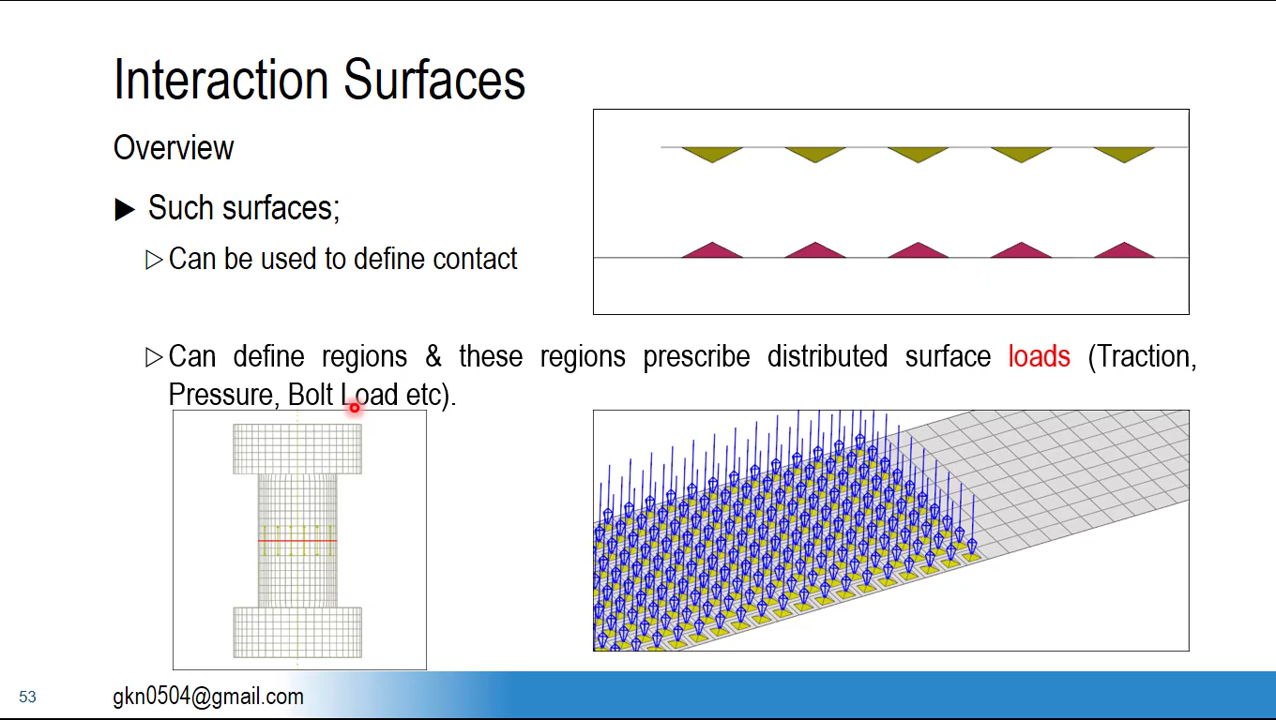 Interaction Surfaces
Overview
Such surfaces;
Can be used to define contact
Can define regions & these regions prescribe distributed surface loads (Traction,
Pressure, Bolt Load etc).
53
gkn0504@gmail.com